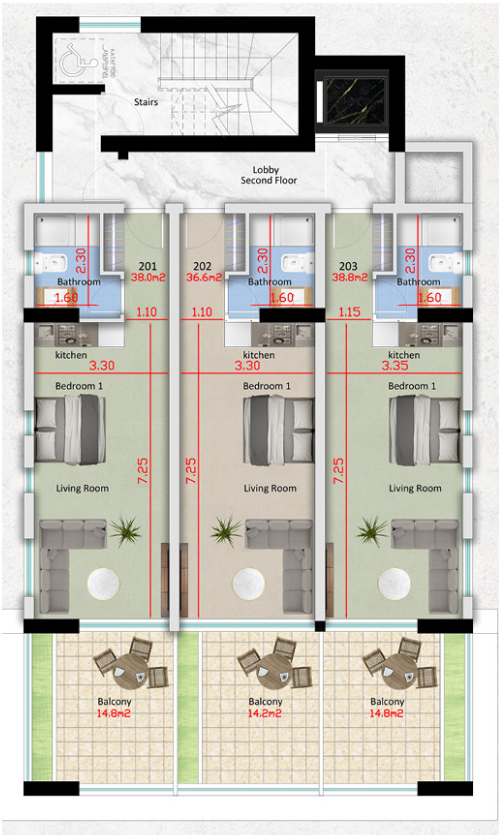 Stairs
Lobby
Second Floor
201
38.0m2
202
36.6m2
203
38.8m2
2.30
2.30
2.30
Bathroom
Bathroom
Bathroom
1.60
1.60
1.60
1.10
1.10
1.15
kitchen
kitchen
kitchen
3.30
3.30
3.35
Bedroom 1
Bedroom 1
Bedroom 1
7.25
7.25
7.25
Living Room
Living Room
Living Room
Balcony
14.8m2
Balcony
14.2m2
Balcony
14.8m2